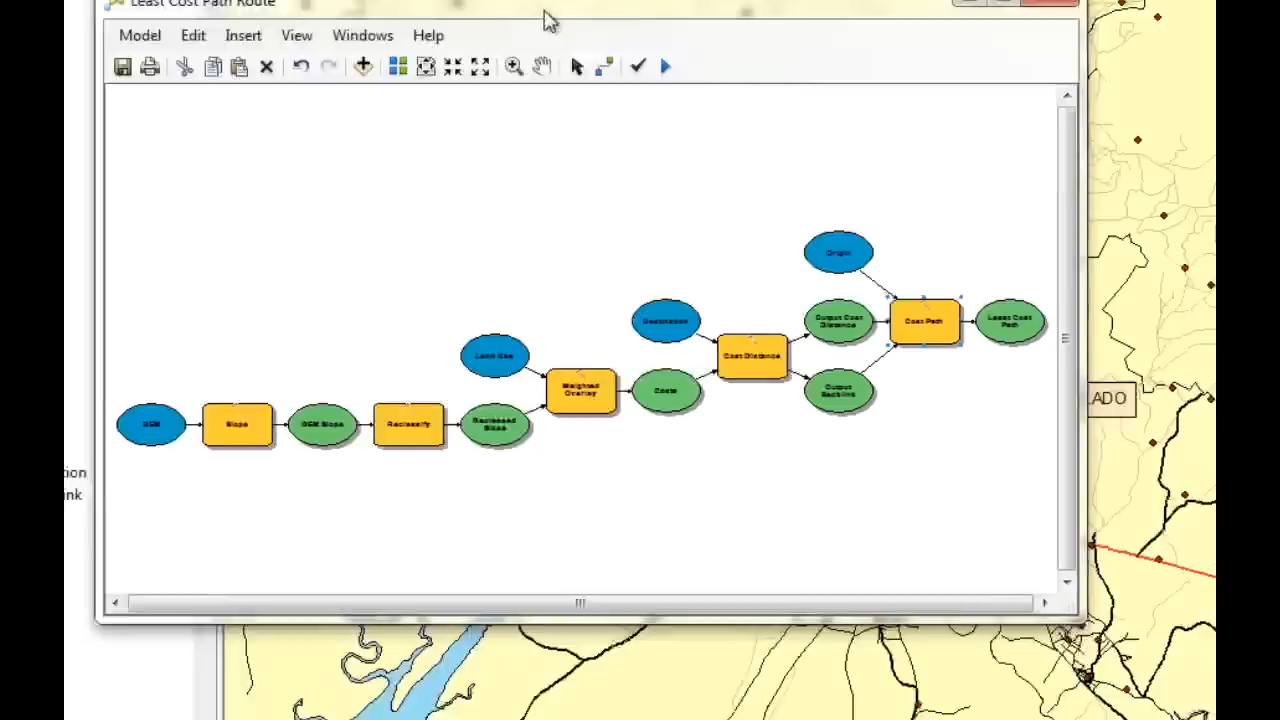 Least Cost Path Route
Model Edit Insert View Windows Help
Origin
Destination
Output Cost
Distance
Cost Path
Least Cost
Path
Land Use
Cost Distance
Weighted
Overlay
Costs
Output
Backlink
DEM
Slope
DEM Slope
Reclassify
Reclassed
Slope
ADO
tion
ink